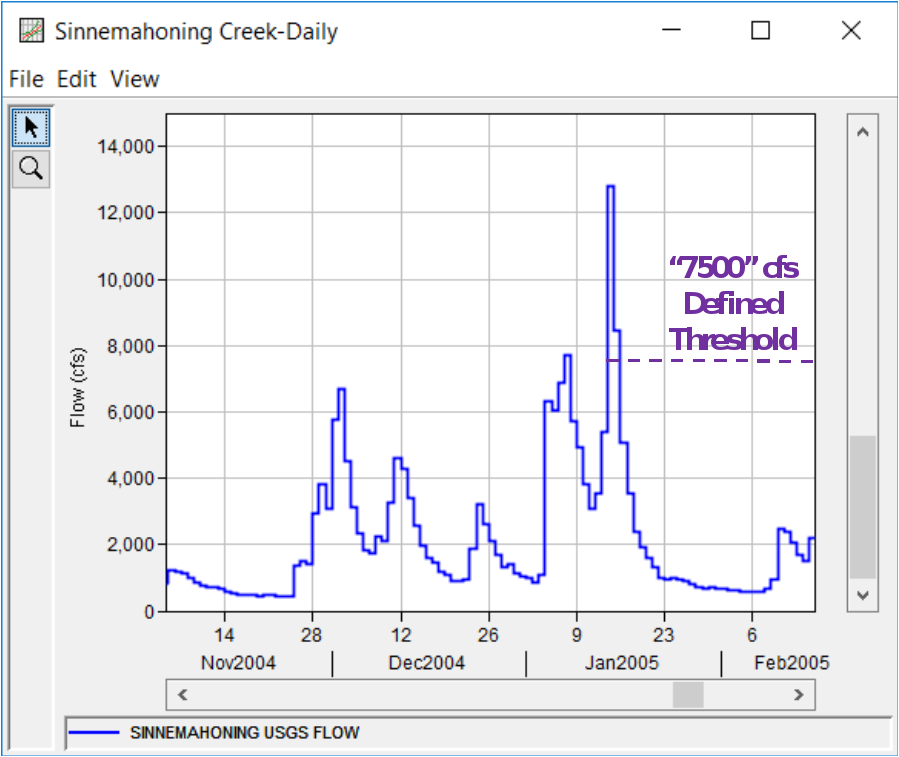 Sinnemahoning Creek-Daily
File Edit View
14,000
12,000
10,000
8,000
6,000
4,000
2,000
0
Flow (cfs)
“7500” cfs
Defined
Threshold
14 28 12 26 9 23 6
Nov2004 Dec2004 Jan2005 Feb2005
SINNEMAHONING USGS FLOW